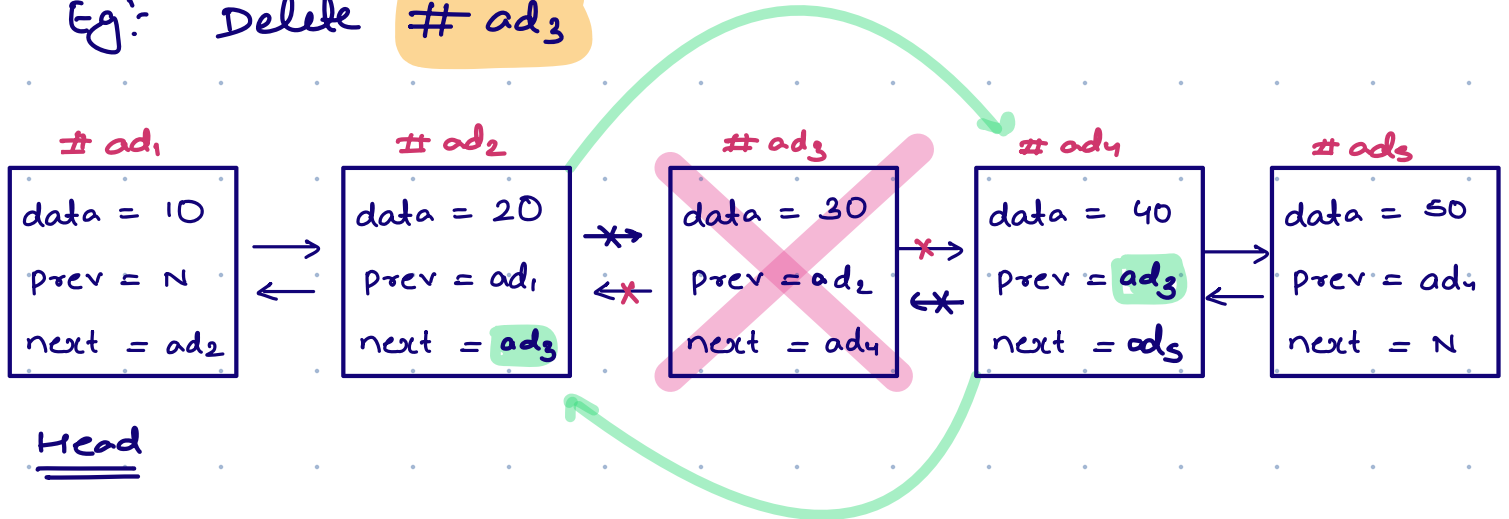 Eg:- Delete # ad3
# ad1
data = 10
prev = N
next = ad2
# ad2
data = 20
prev = ad1
next = ad3
# ad3
data = 30
prev = ad2
next = ad4
# ad4
data = 40
prev = ad3
next = ad5
# ad5
data = 50
prev = ad4
next = N
Head